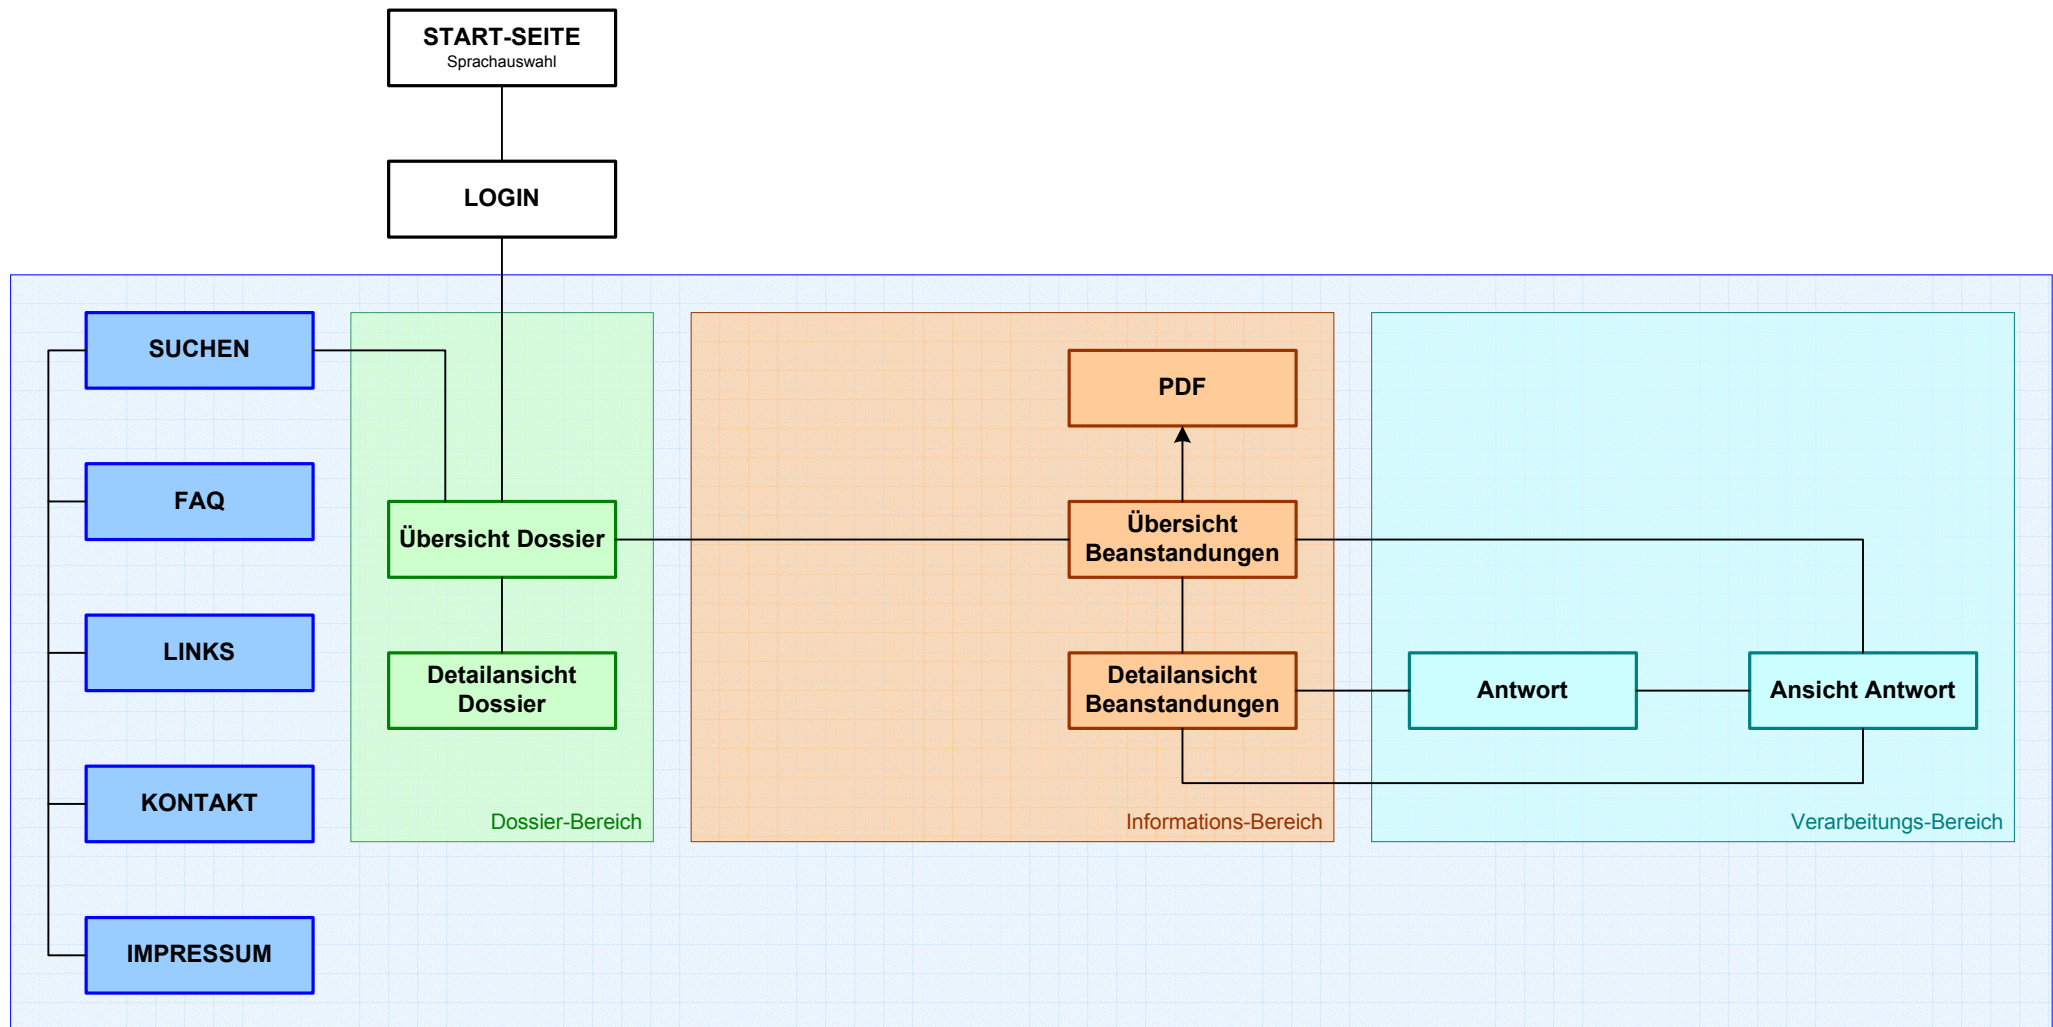 START-SEITE
Sprachauswahl
LOGIN
SUCHEN
FAQ
LINKS
KONTAKT
IMPRESSUM
Übersicht Dossier
Detailansicht
Dossier
Dossier-Bereich
PDF
Übersicht
Beanstandungen
Detailansicht
Beanstandungen
Informations-Bereich
Antwort
Ansicht Antwort
Verarbeitungs-Bereich